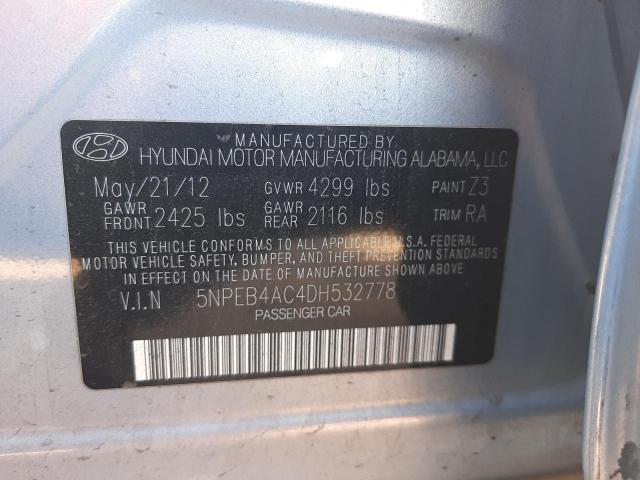 MANUFACTURED BY
HYUNDAI MOTOR MANUFACTURING ALABAMA, LLC
May/21/12 GVWR 4299 lbs PAINT Z3
GAWR FRONT 2425 lbs GAWR REAR 2116 lbs TRIM RA
THIS VEHICLE CONFORMS TO ALL APPLICABLE U.S.A. FEDERAL
MOTOR VEHICLE SAFETY, BUMPER, AND THEFT PREVENTION STANDARDS
IN EFFECT ON THE DATE OF MANUFACTURE SHOWN ABOVE.
V.I.N 5NPEB4AC4DH532778
PASSENGER CAR